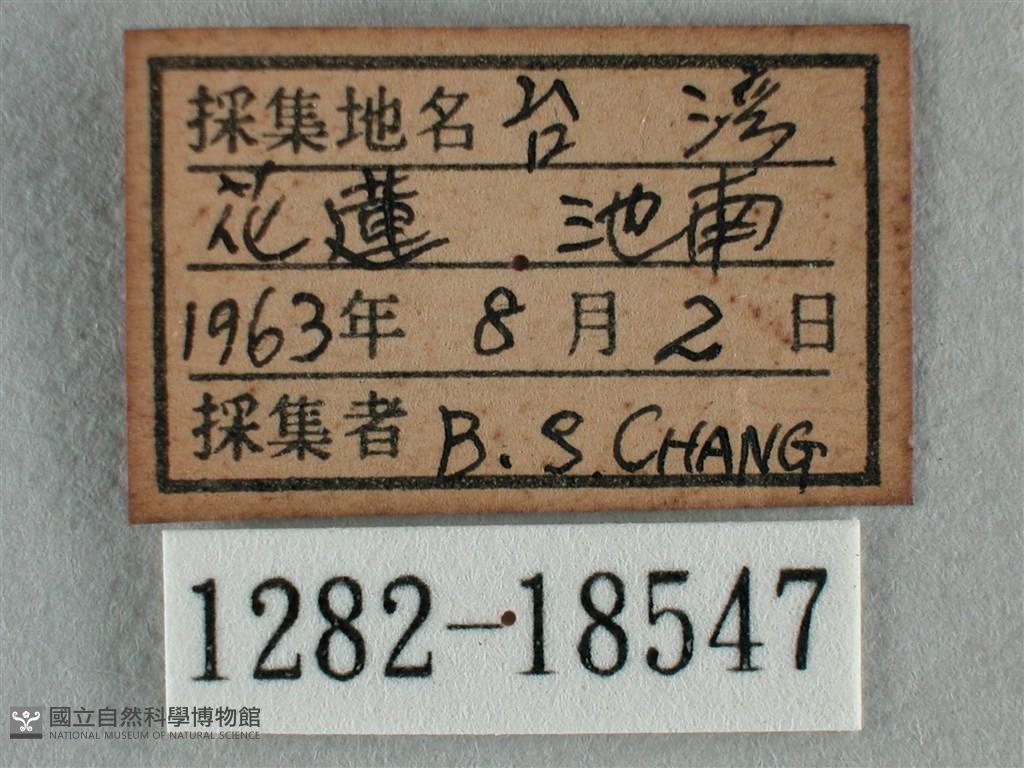 採集地名 台 湾
花蓮 池南
1963年 8 月 2 日
採集者 B. S. CHANG
1282-18547
國立自然科學博物館
NATIONAL MUSEUM OF NATURAL SCIENCE